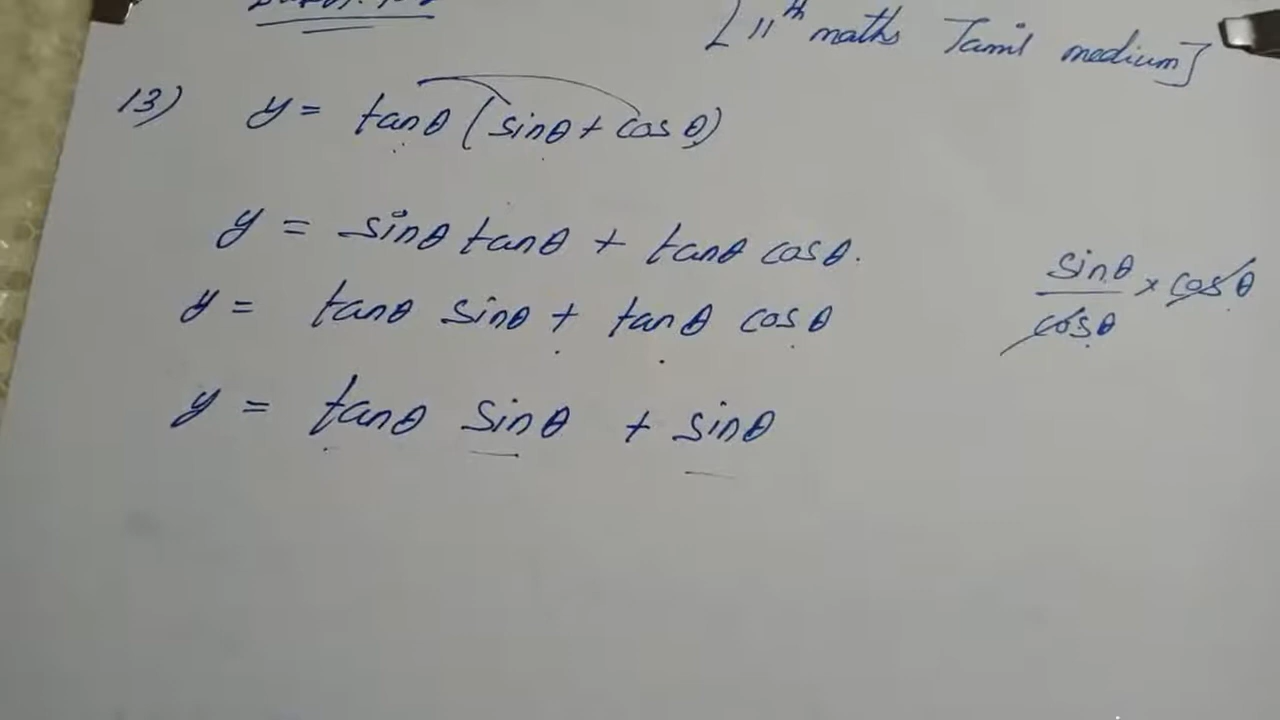 [11th maths Tamil medium]
13) y = tanθ (sinθ + cosθ)
y = sinθ tanθ + tanθ cosθ.
sinθ/cosθ × cosθ
y = tanθ sinθ + tanθ cosθ
y = tanθ sinθ + sinθ